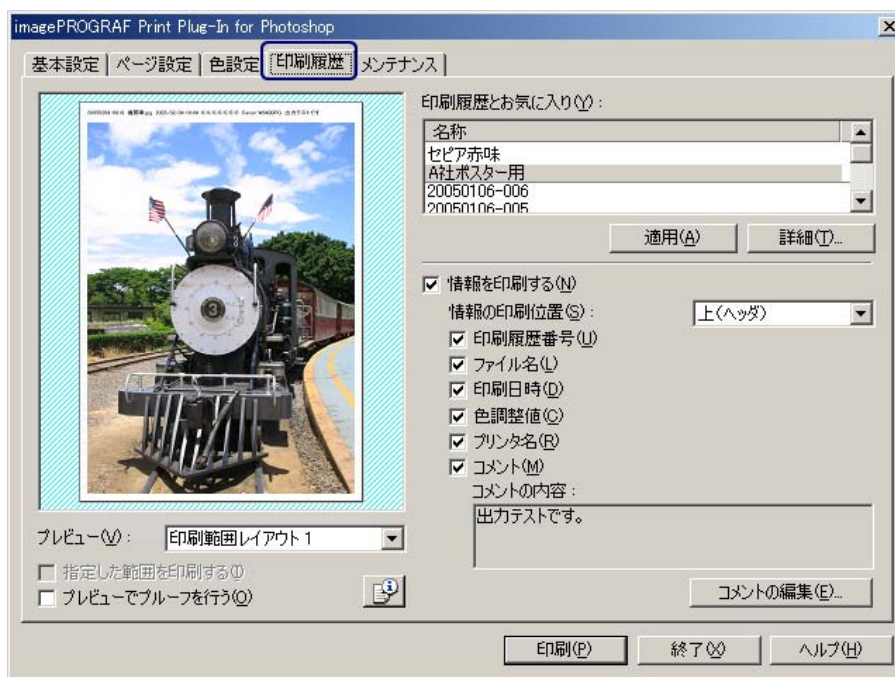 imagePROGRAF Print Plug-In for Photoshop
基本設定 ページ設定 色設定 印刷履歴 メンテナンス
印刷履歴とお気に入り(Y):
名称
セピア赤味
A社ポスター用
20050106-006
20050106-005
適用(A) 詳細(T)...
情報を印刷する(N)
情報の印刷位置(S): 上(ヘッダ)
印刷履歴番号(U)
ファイル名(L)
印刷日時(D)
色調整値(C)
プリンタ名(R)
コメント(M)
コメントの内容:
出力テストです。
コメントの編集(E)...
プレビュー(V): 印刷範囲レイアウト 1
指定した範囲を印刷する(I)
プレビューでプルーフを行う(O)
印刷(P) 終了(X) ヘルプ(H)
3